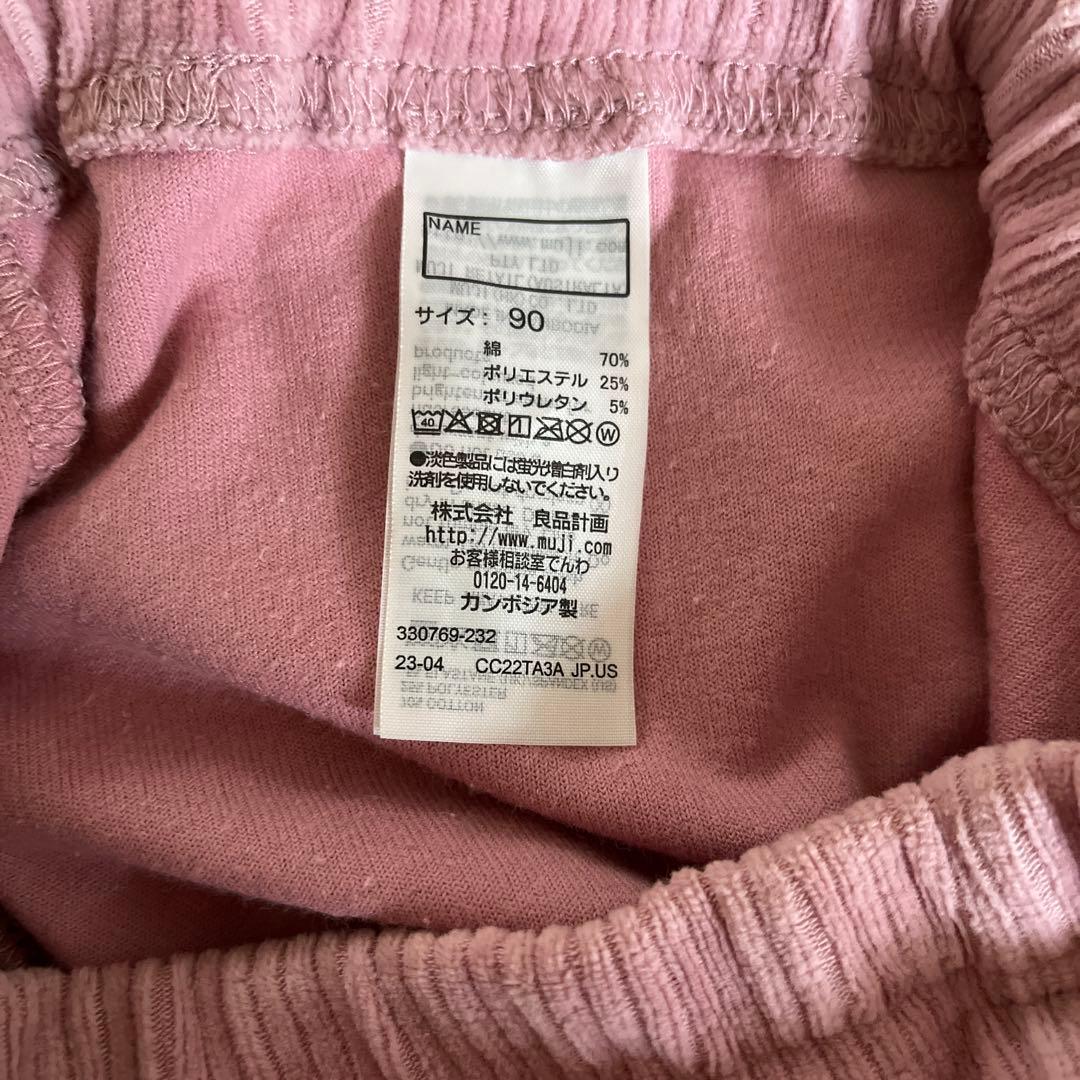 NAME
サイズ: 90
綿 70%
ポリエステル 25%
ポリウレタン 5%
40
W
●淡色製品には蛍光増白剤入り
洗剤を使用しないでください。
株式会社 良品計画
http://www.muji.com
お客様相談室でんわ
0120-14-6404
カンボジア製
330769-232
23-04 CC22TA3A JP.US